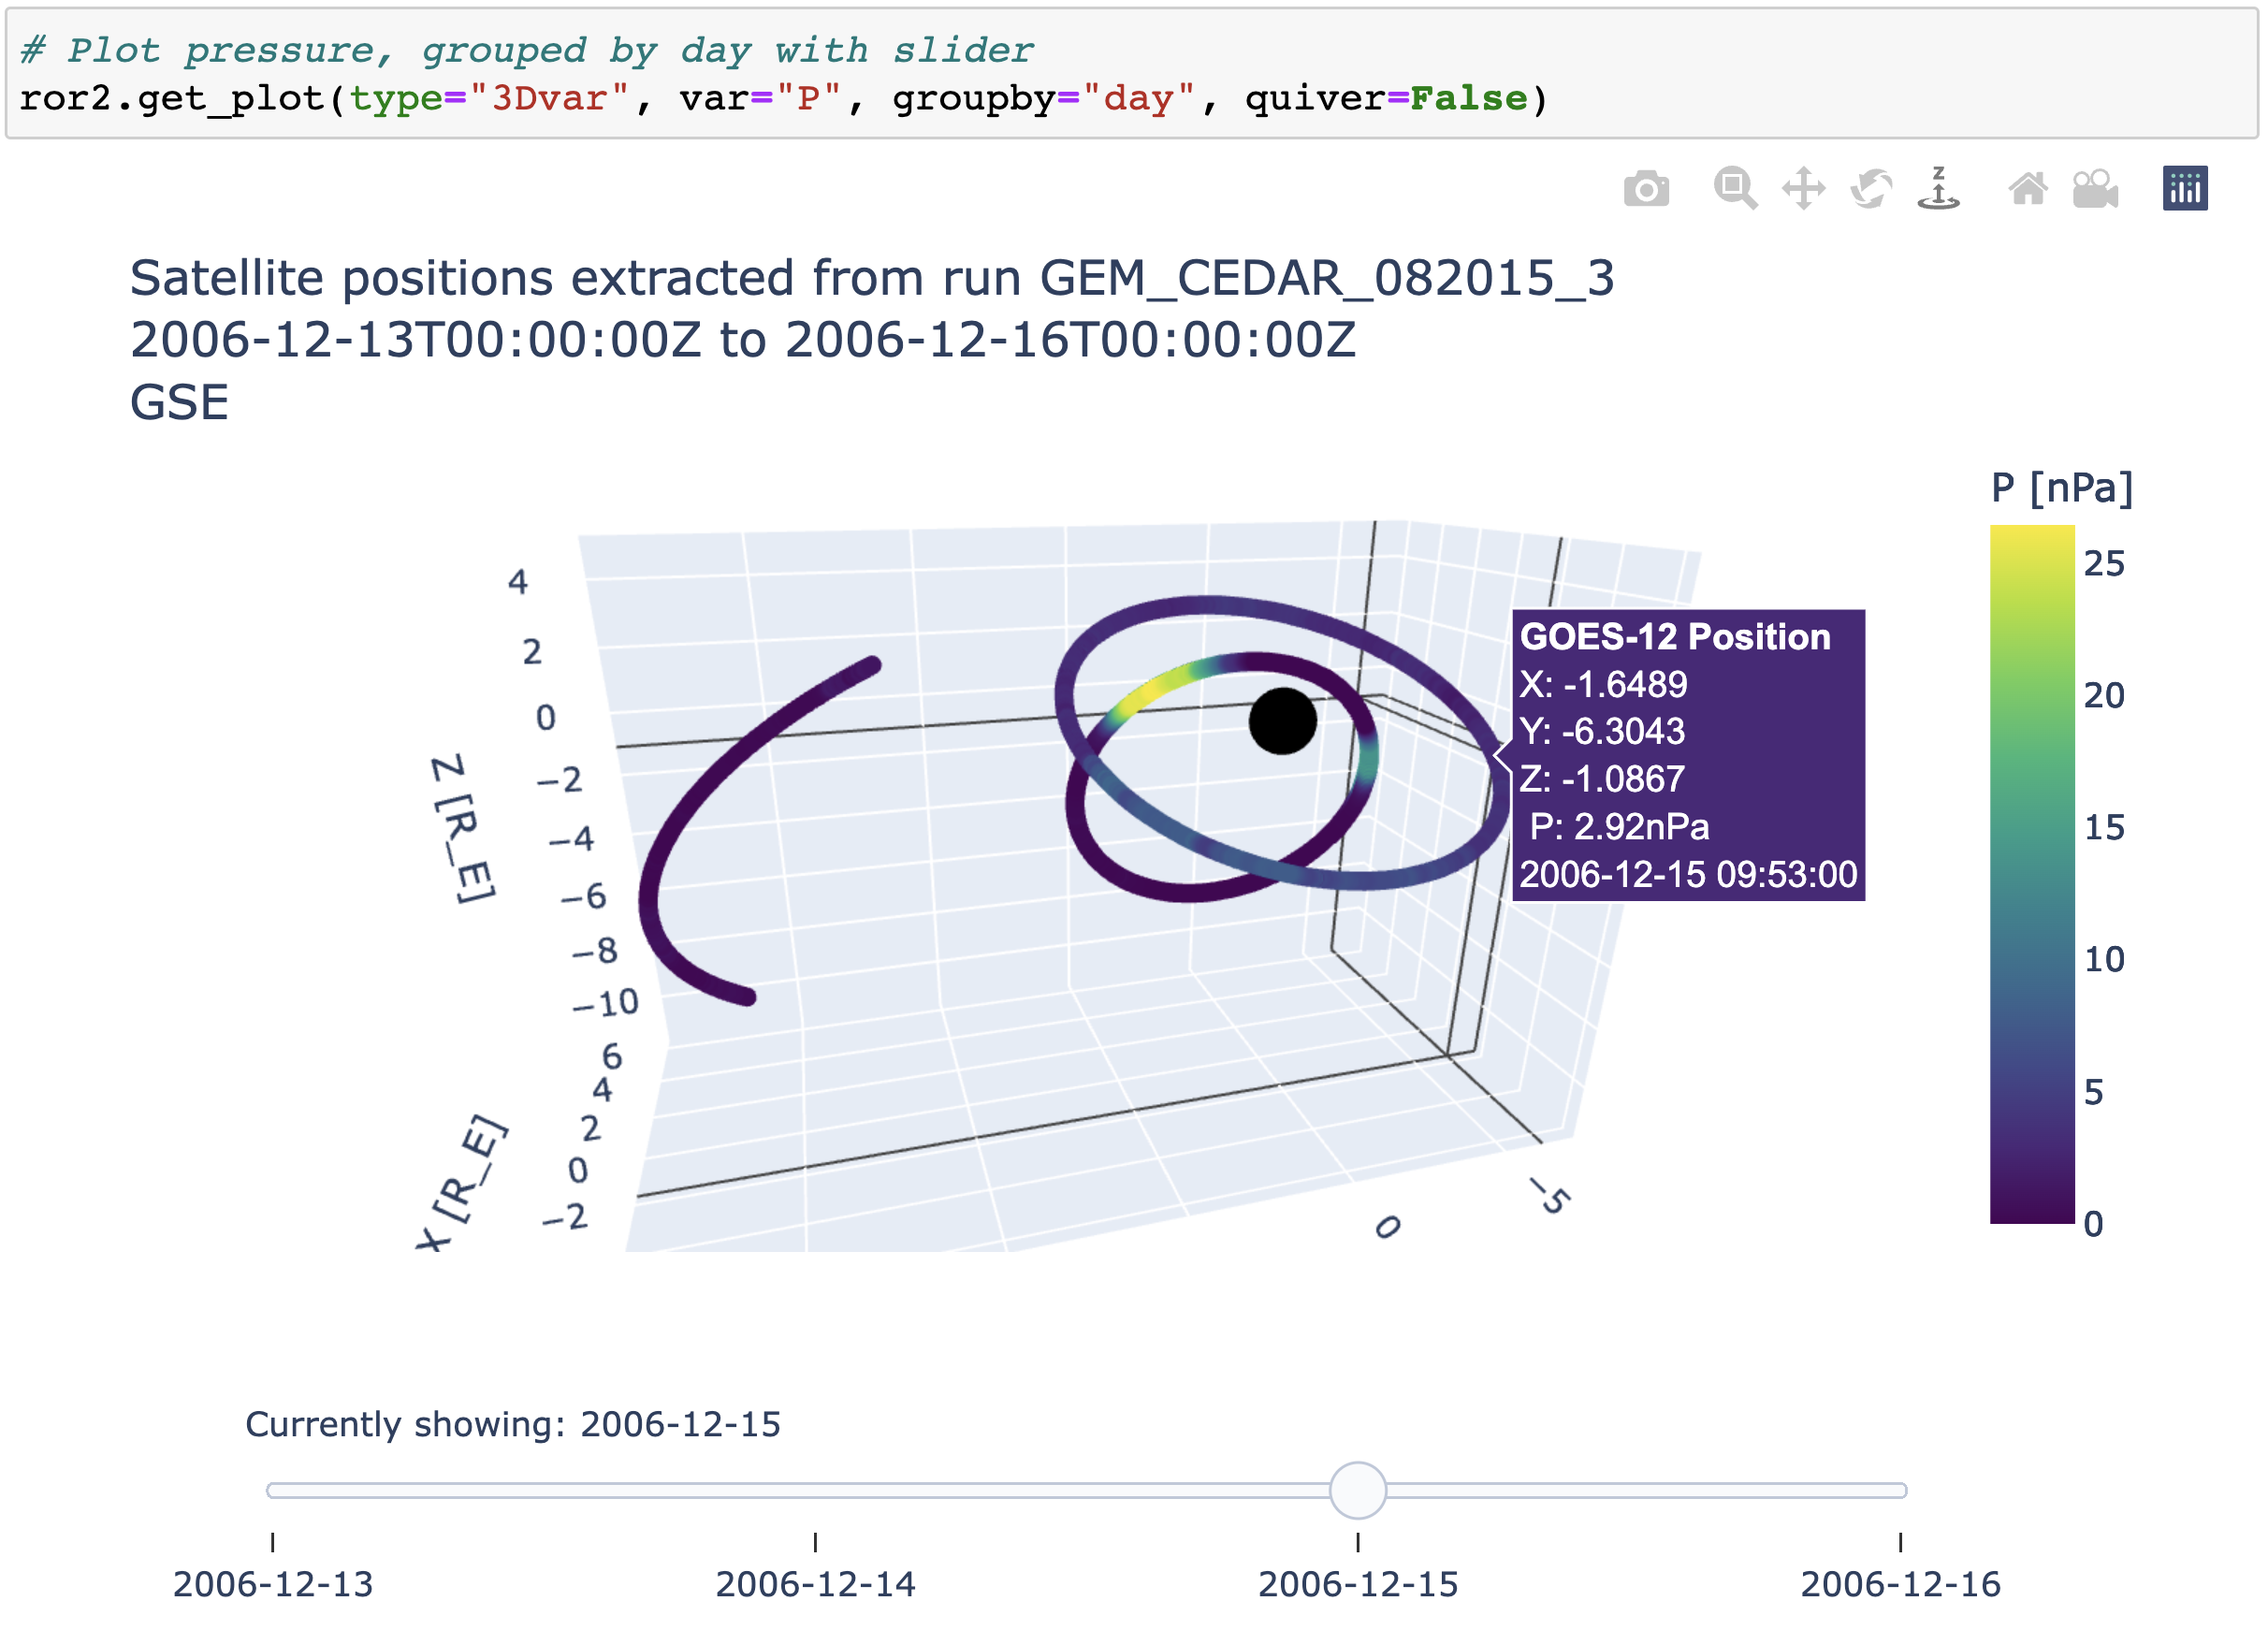 # Plot pressure, grouped by day with slider
ror2.get_plot(type="3Dvar", var="P", groupby="day", quiver=False)
Z
Satellite positions extracted from run GEM_CEDAR_082015_3
2006-12-13T00:00:00Z to 2006-12-16T00:00:00Z
GSE
P [nPa]
4
2
0
−2
−4
−6
−8
−10
Z [R_E]
6
4
2
0
−2
X [R_E]
0
−5
GOES-12 Position
X: -1.6489
Y: -6.3043
Z: -1.0867
P: 2.92nPa
2006-12-15 09:53:00
25
20
15
10
5
0
Currently showing: 2006-12-15
2006-12-13
2006-12-14
2006-12-15
2006-12-16